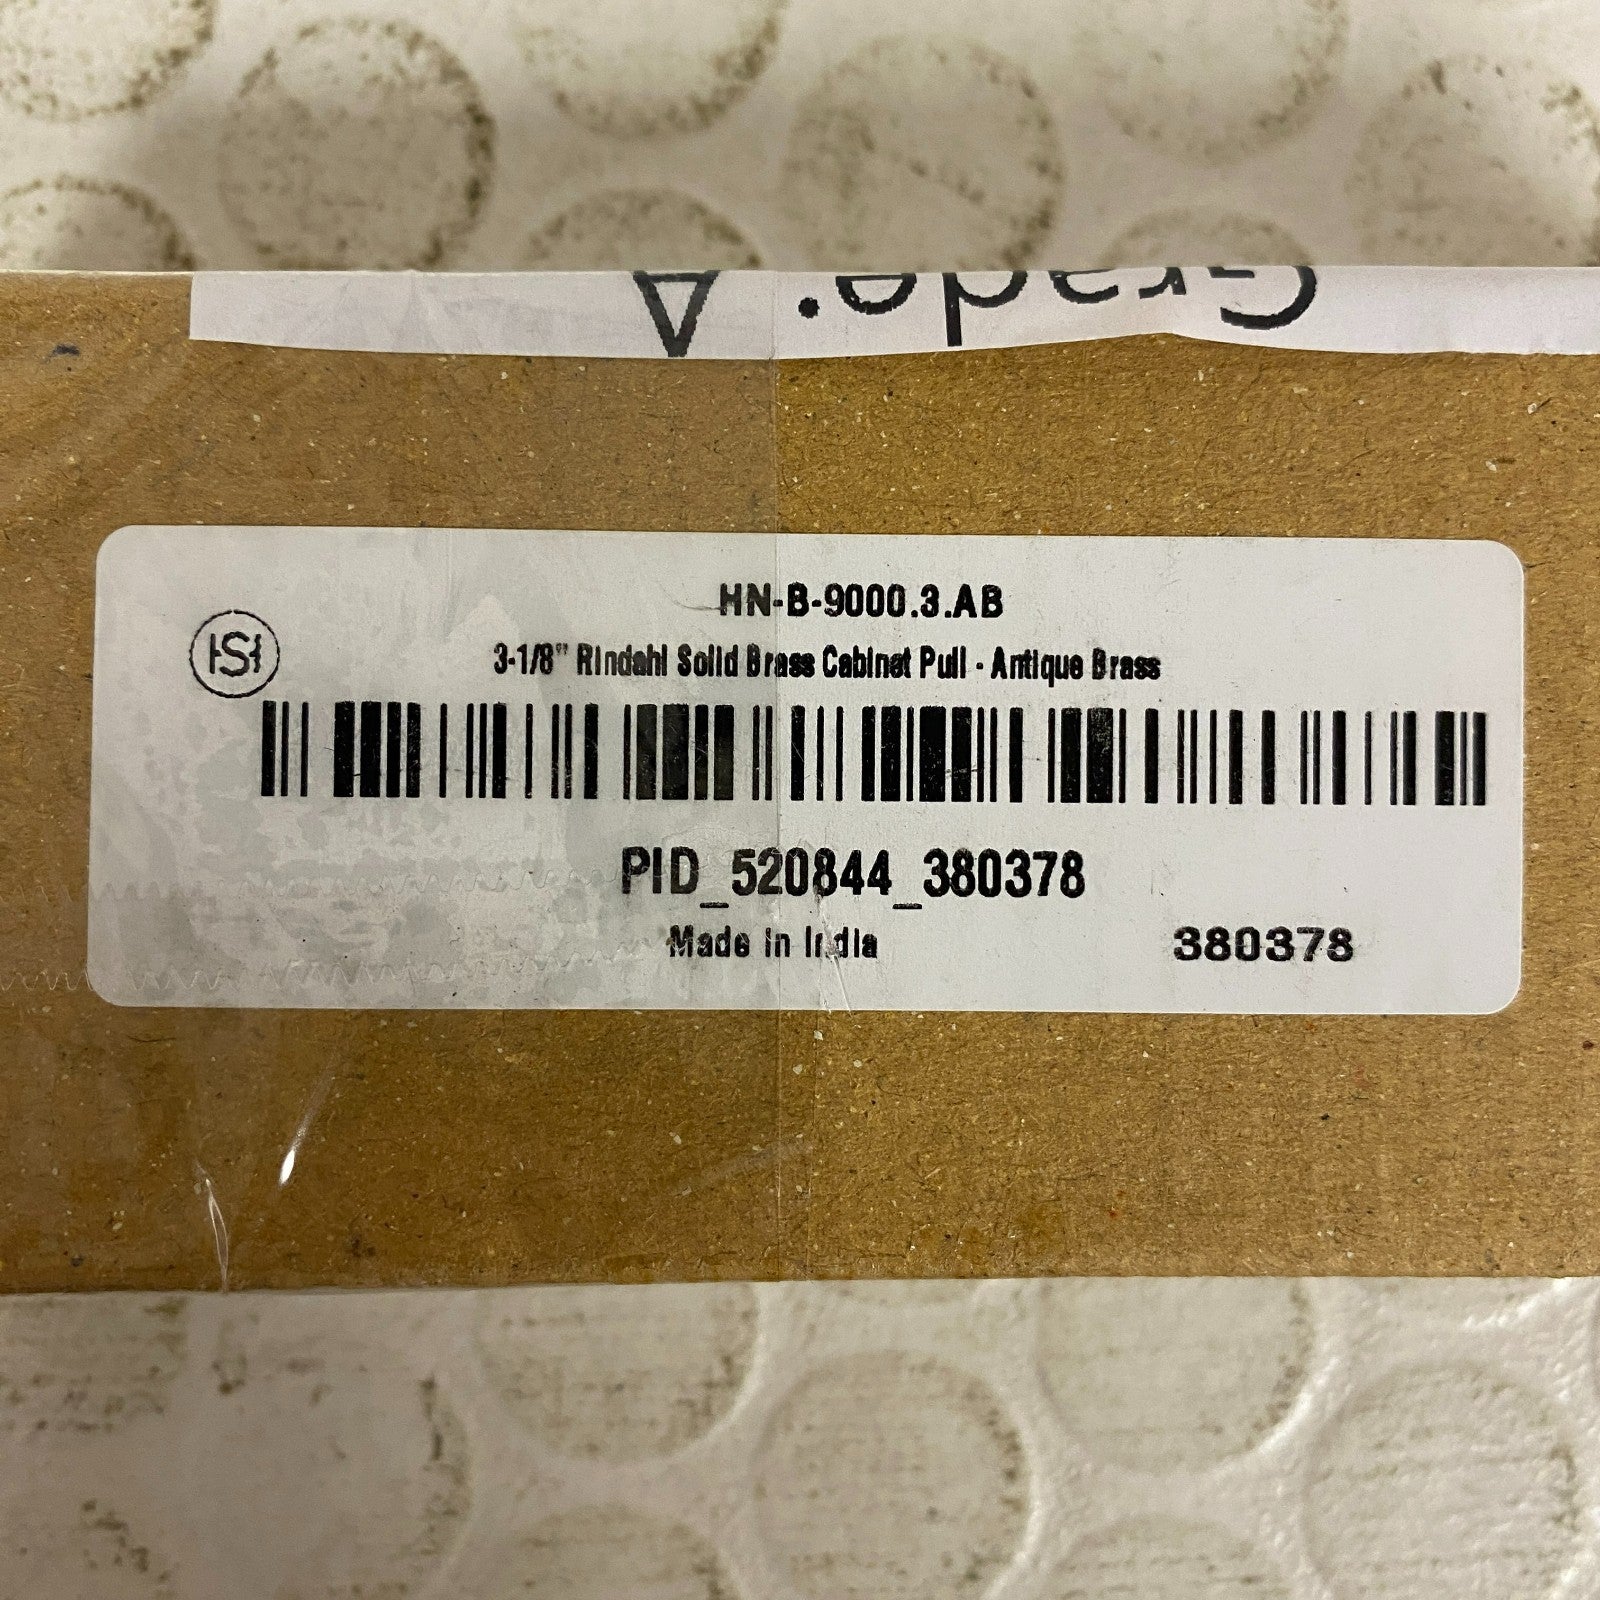 Grade: A
HN-B-9000.3.AB
HSH
3-1/8" Rindahl Solid Brass Cabinet Pull - Antique Brass
PID_520844_380378
Made in India 380378